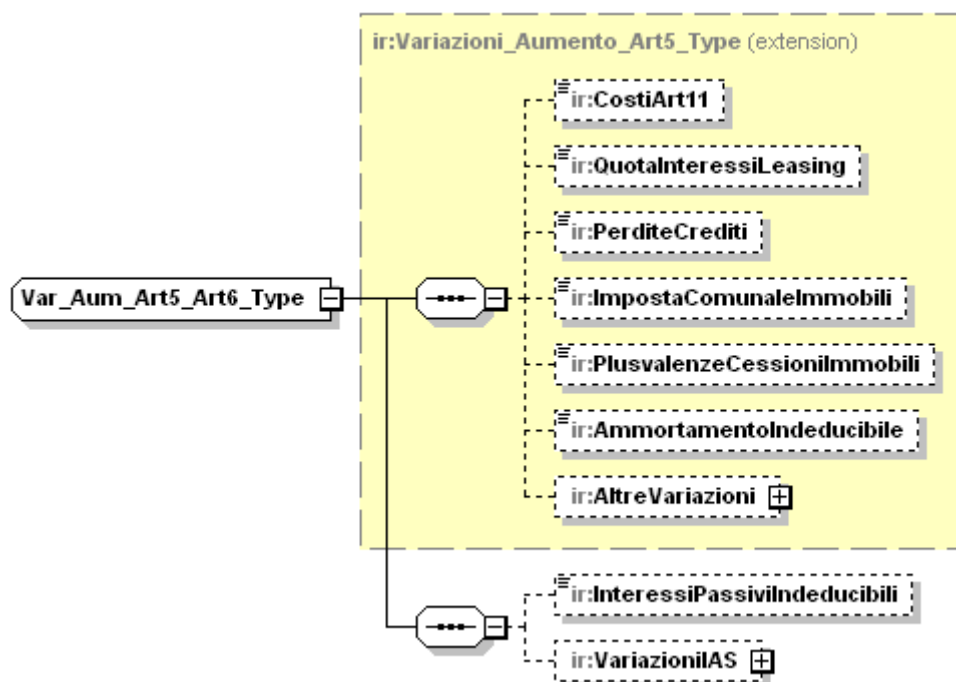 ir:Variazioni_Aumento_Art5_Type (extension)
ir:CostiArt11
ir:QuotaInteressiLeasing
ir:PerditeCrediti
Var_Aum_Art5_Art6_Type
ir:ImpostaComunaleImmobili
ir:PlusvalenzeCessioniImmobili
ir:AmmortamentoIndeducibile
ir:AltreVariazioni
ir:InteressiPassiviIndeducibili
ir:VariazioniIAS